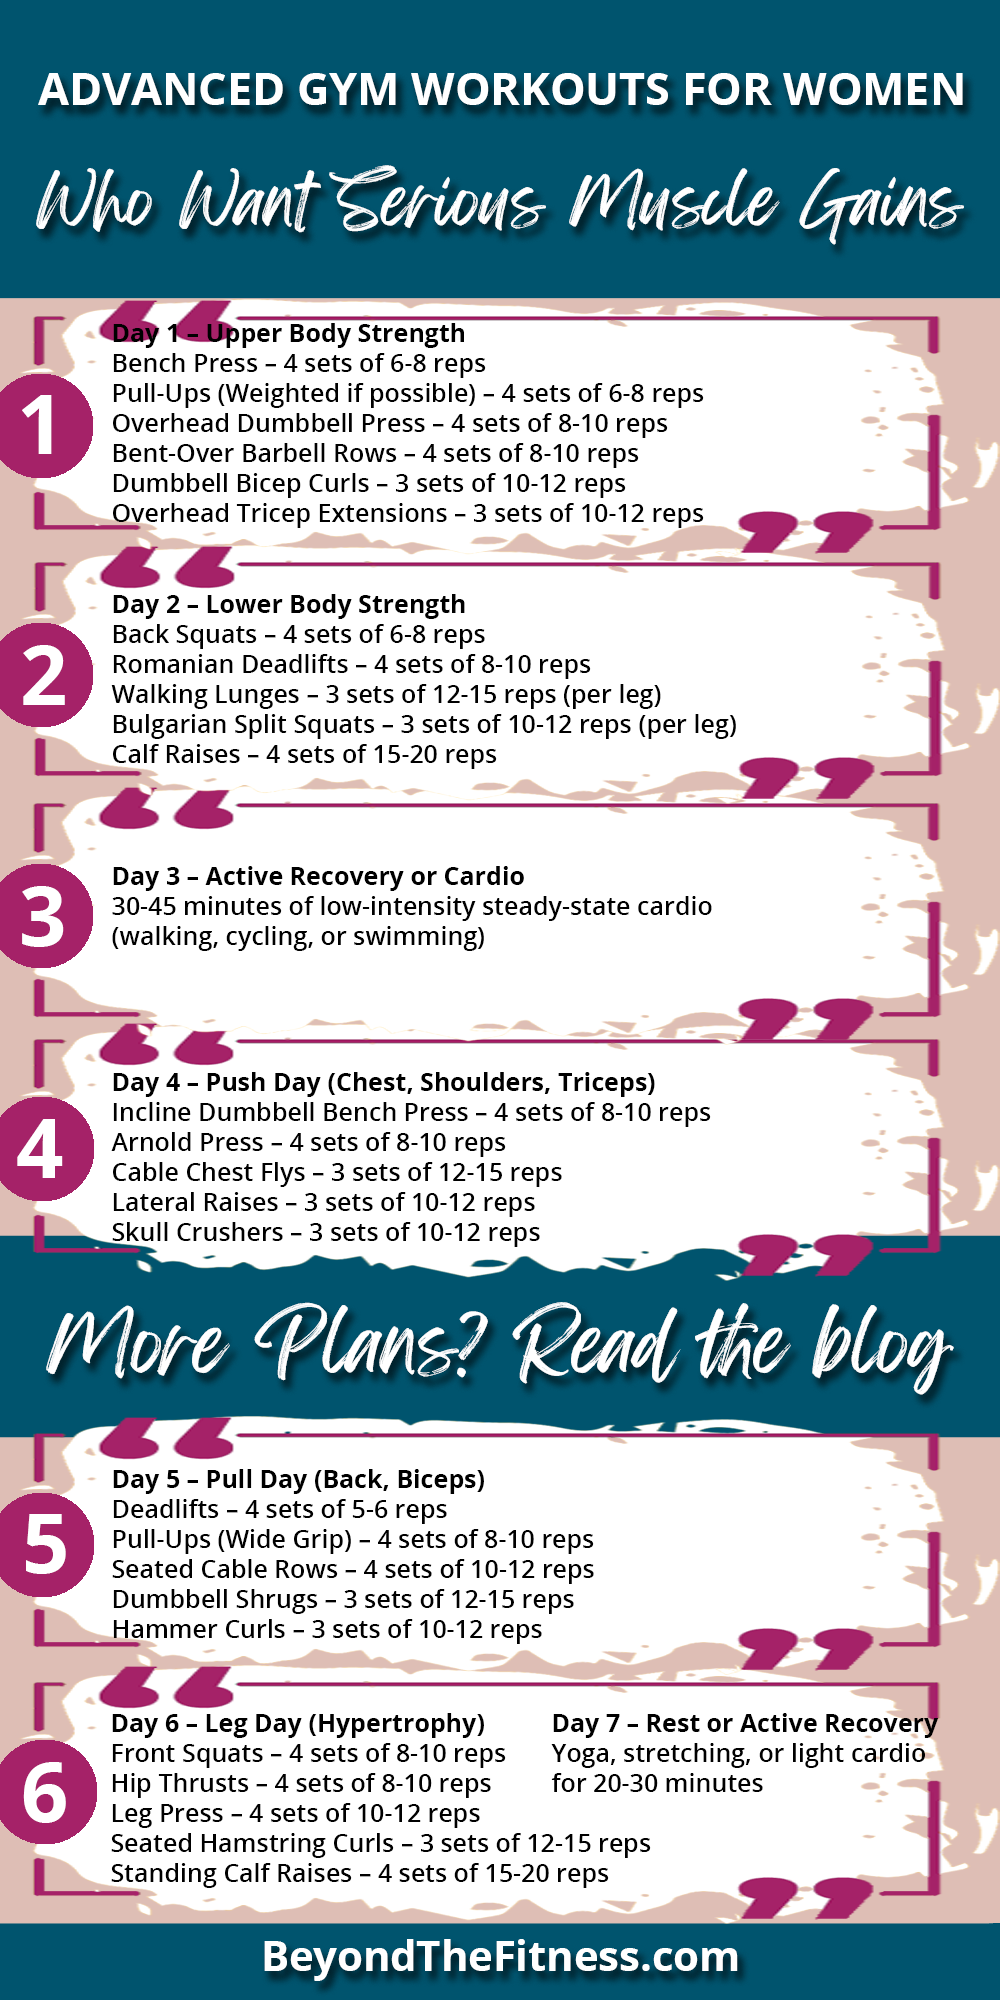 ADVANCED GYM WORKOUTS FOR WOMEN
Who Want Serious Muscle Gains
1
Day 1 – Upper Body Strength
Bench Press – 4 sets of 6-8 reps
Pull-Ups (Weighted if possible) – 4 sets of 6-8 reps
Overhead Dumbbell Press – 4 sets of 8-10 reps
Bent-Over Barbell Rows – 4 sets of 8-10 reps
Dumbbell Bicep Curls – 3 sets of 10-12 reps
Overhead Tricep Extensions – 3 sets of 10-12 reps
2
Day 2 – Lower Body Strength
Back Squats – 4 sets of 6-8 reps
Romanian Deadlifts – 4 sets of 8-10 reps
Walking Lunges – 3 sets of 12-15 reps (per leg)
Bulgarian Split Squats – 3 sets of 10-12 reps (per leg)
Calf Raises – 4 sets of 15-20 reps
3
Day 3 – Active Recovery or Cardio
30-45 minutes of low-intensity steady-state cardio
(walking, cycling, or swimming)
4
Day 4 – Push Day (Chest, Shoulders, Triceps)
Incline Dumbbell Bench Press – 4 sets of 8-10 reps
Arnold Press – 4 sets of 8-10 reps
Cable Chest Flys – 3 sets of 12-15 reps
Lateral Raises – 3 sets of 10-12 reps
Skull Crushers – 3 sets of 10-12 reps
More Plans? Read the blog
5
Day 5 – Pull Day (Back, Biceps)
Deadlifts – 4 sets of 5-6 reps
Pull-Ups (Wide Grip) – 4 sets of 8-10 reps
Seated Cable Rows – 4 sets of 10-12 reps
Dumbbell Shrugs – 3 sets of 12-15 reps
Hammer Curls – 3 sets of 10-12 reps
6
Day 6 – Leg Day (Hypertrophy)
Front Squats – 4 sets of 8-10 reps
Hip Thrusts – 4 sets of 8-10 reps
Leg Press – 4 sets of 10-12 reps
Seated Hamstring Curls – 3 sets of 12-15 reps
Standing Calf Raises – 4 sets of 15-20 reps
Day 7 – Rest or Active Recovery
Yoga, stretching, or light cardio
for 20-30 minutes
BeyondTheFitness.com